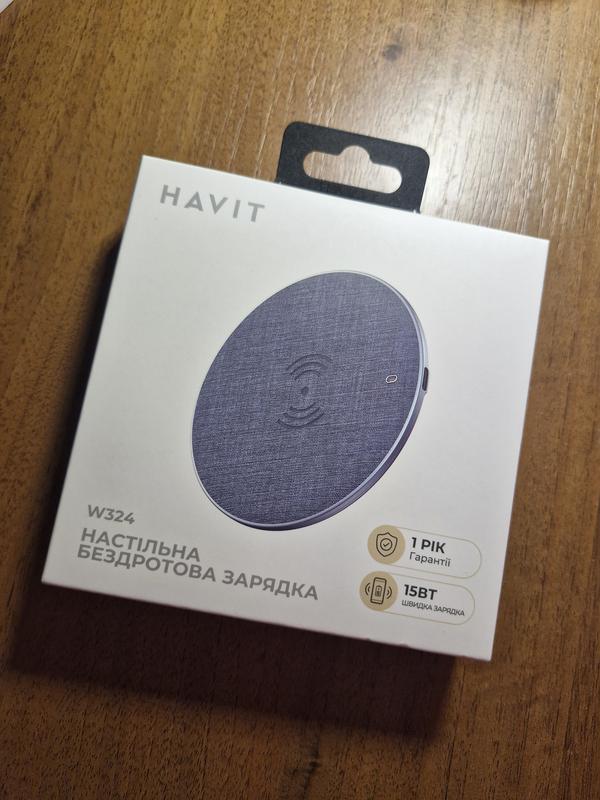 HAVIT
W324
НАСТІЛЬНА
БЕЗДРОТОВА ЗАРЯДКА
1 РІК
Гарантії
15ВТ
ШВИДКА ЗАРЯДКА